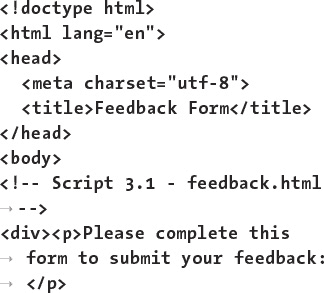 <!doctype html>
<html lang="en">
<head>
  <meta charset="utf-8">
  <title>Feedback Form</title>
</head>
<body>
<!-- Script 3.1 - feedback.html
→ -->
<div><p>Please complete this
→ form to submit your feedback:
→ </p>